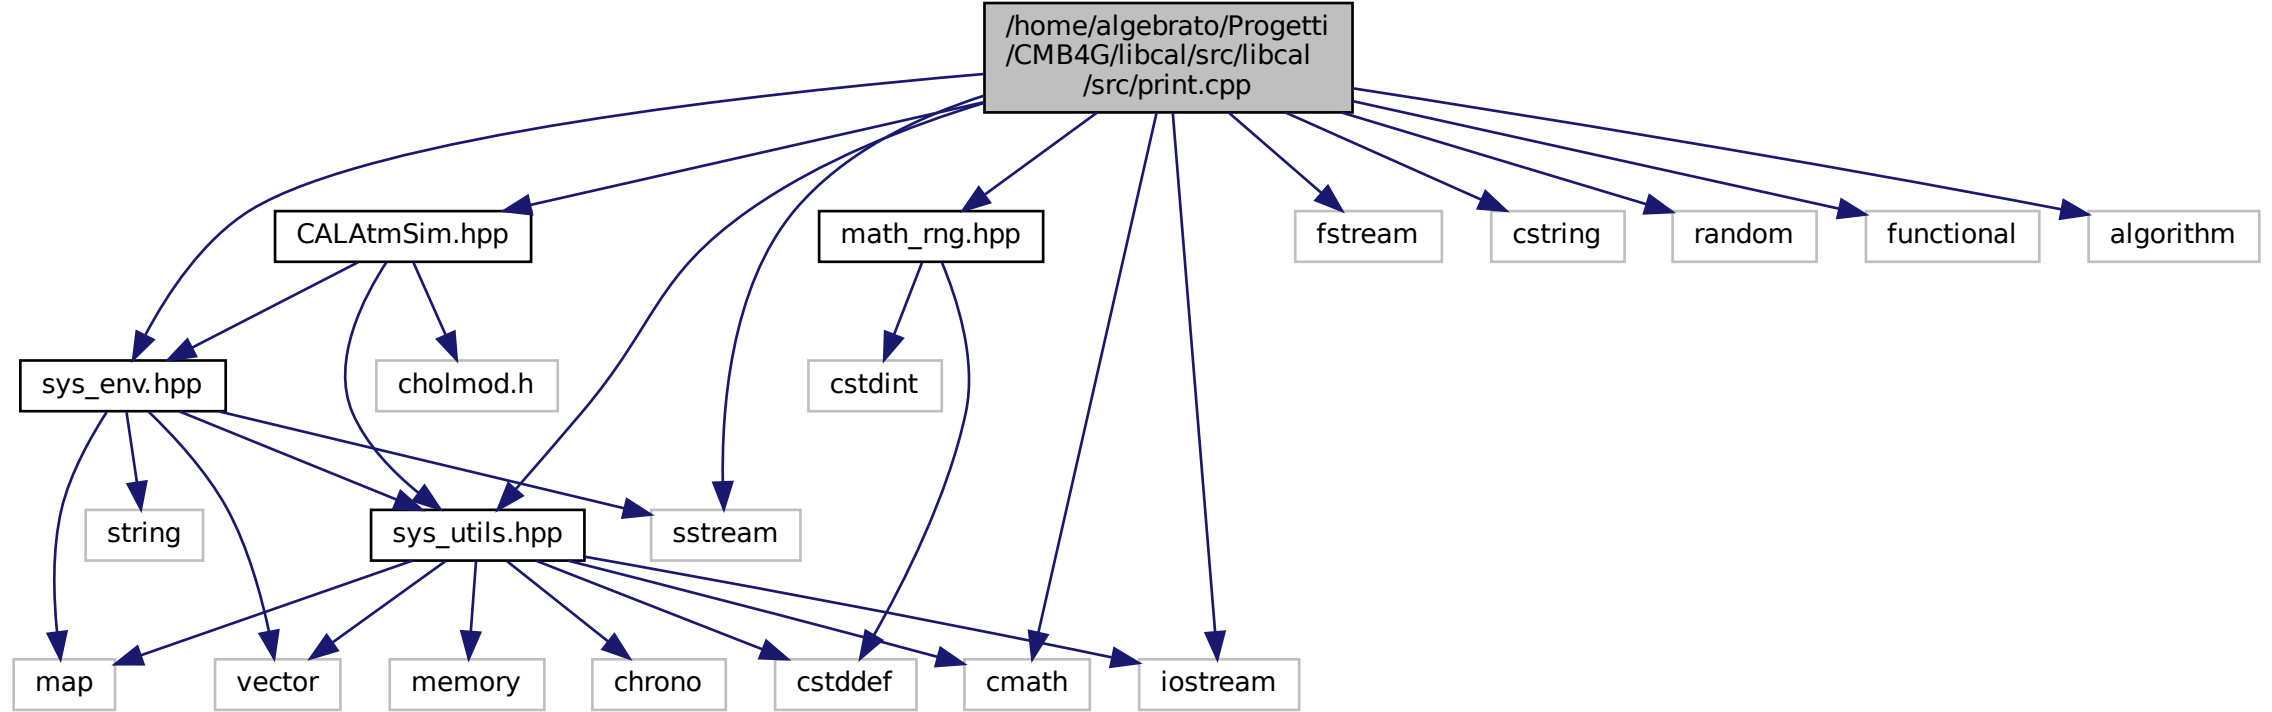 /home/algebrato/Progetti
/CMB4G/libcal/src/libcal
/src/print.cpp
CALAtmSim.hpp
math_rng.hpp
fstream
cstring
random
functional
algorithm
sys_env.hpp
cholmod.h
cstdint
string
sys_utils.hpp
sstream
map
vector
memory
chrono
cstddef
cmath
iostream